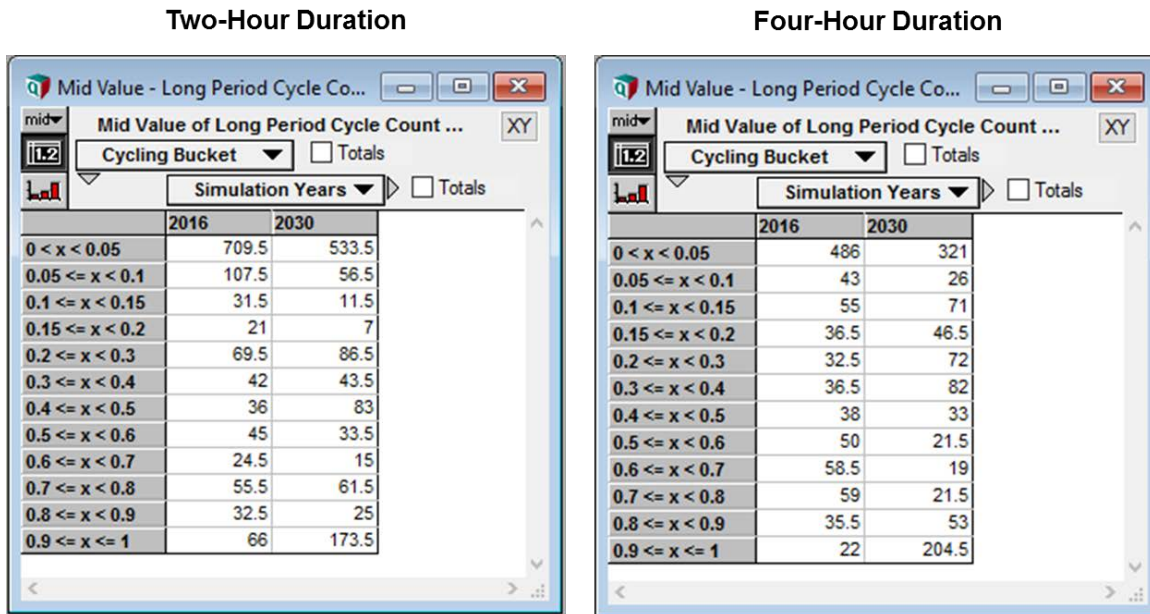 Two-Hour Duration
Mid Value - Long Period Cycle Co...
mid
Mid Value of Long Period Cycle Count ...
XY
1.2
Cycling Bucket
Totals
Simulation Years
Totals
2016 2030
0 < x < 0.05 709.5 533.5
0.05 <= x < 0.1 107.5 56.5
0.1 <= x < 0.15 31.5 11.5
0.15 <= x < 0.2 21 7
0.2 <= x < 0.3 69.5 86.5
0.3 <= x < 0.4 42 43.5
0.4 <= x < 0.5 36 83
0.5 <= x < 0.6 45 33.5
0.6 <= x < 0.7 24.5 15
0.7 <= x < 0.8 55.5 61.5
0.8 <= x < 0.9 32.5 25
0.9 <= x <= 1 66 173.5
Four-Hour Duration
Mid Value - Long Period Cycle Co...
mid
Mid Value of Long Period Cycle Count ...
XY
1.2
Cycling Bucket
Totals
Simulation Years
Totals
2016 2030
0 < x < 0.05 486 321
0.05 <= x < 0.1 43 26
0.1 <= x < 0.15 55 71
0.15 <= x < 0.2 36.5 46.5
0.2 <= x < 0.3 32.5 72
0.3 <= x < 0.4 36.5 82
0.4 <= x < 0.5 38 33
0.5 <= x < 0.6 50 21.5
0.6 <= x < 0.7 58.5 19
0.7 <= x < 0.8 59 21.5
0.8 <= x < 0.9 35.5 53
0.9 <= x <= 1 22 204.5